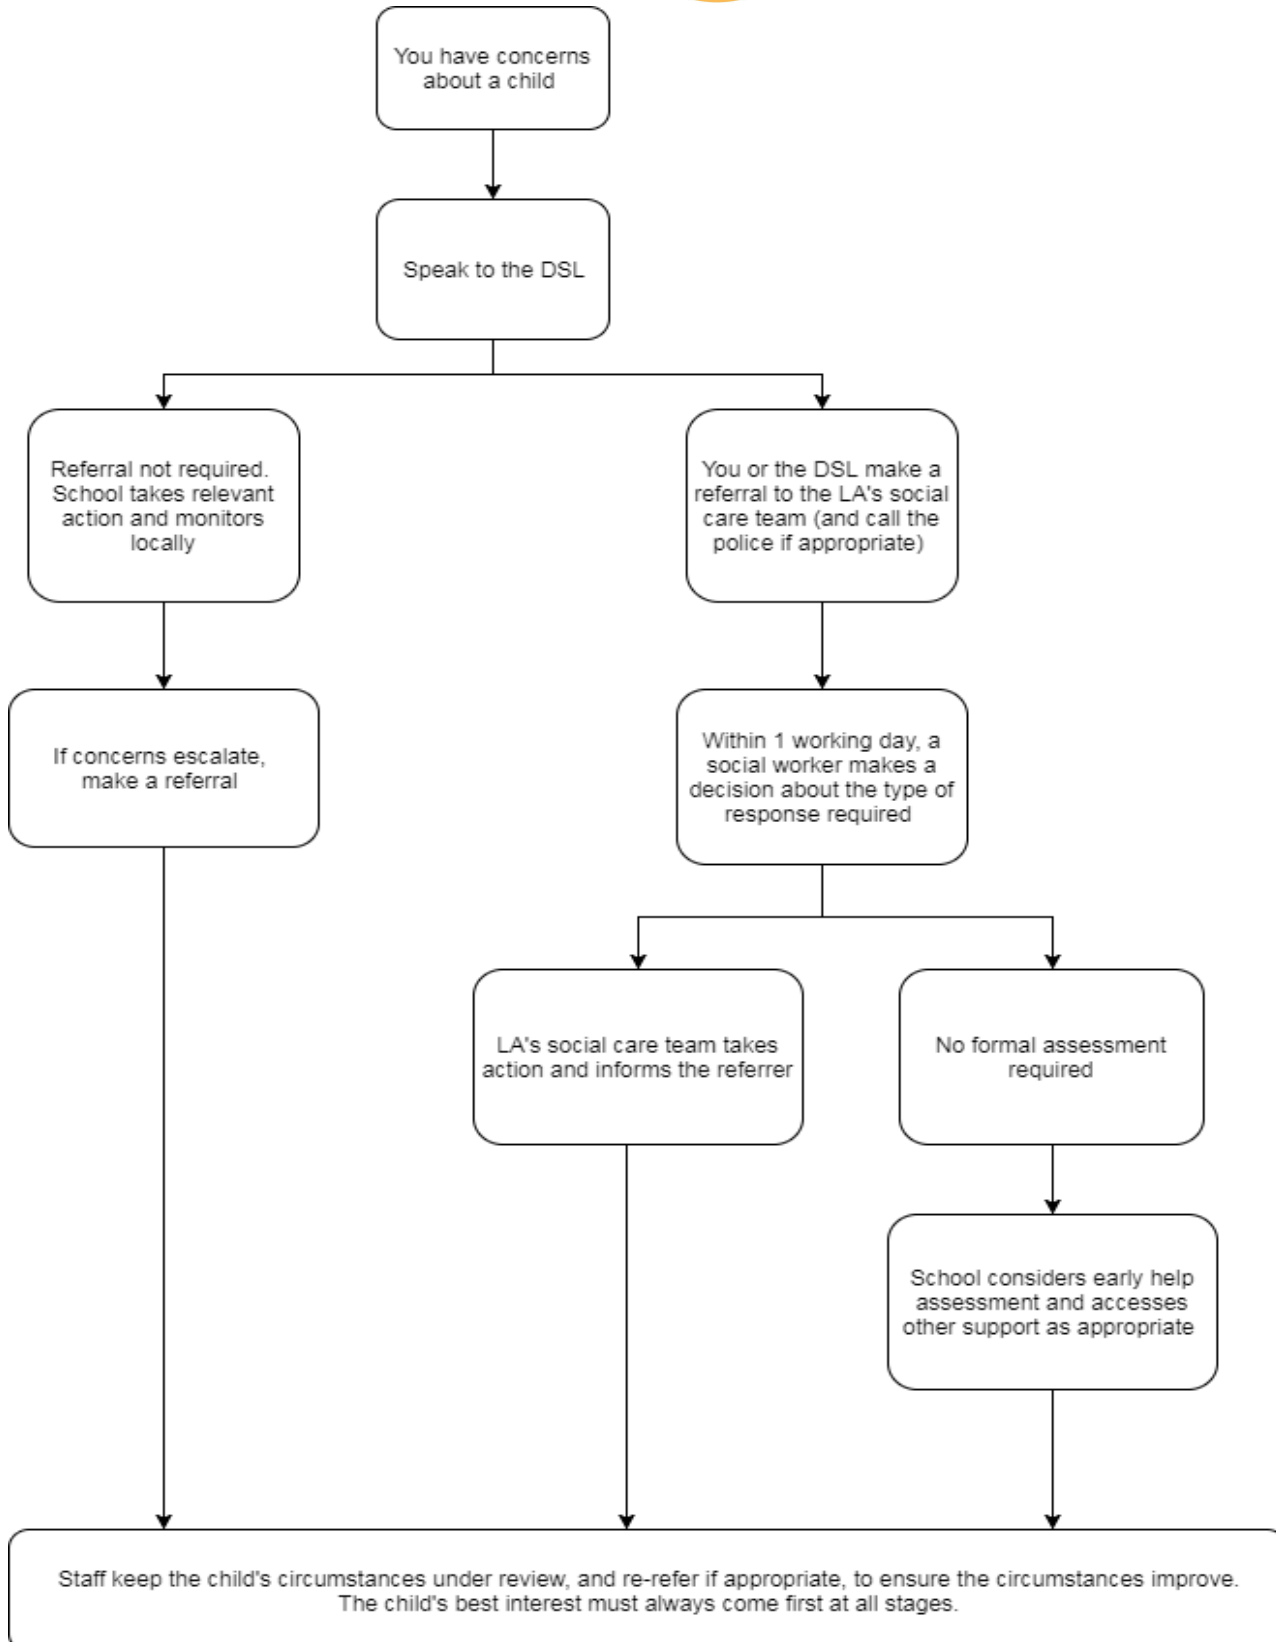 You have concerns
about a child
Speak to the DSL
Referral not required.
School takes relevant
action and monitors
locally
You or the DSL make a
referral to the LA's social
care team (and call the
police if appropriate)
If concerns escalate,
make a referral
Within 1 working day, a
social worker makes a
decision about the type of
response required
LA's social care team takes
action and informs the referrer
No formal assessment
required
School considers early help
assessment and accesses
other support as appropriate
Staff keep the child's circumstances under review, and re-refer if appropriate, to ensure the circumstances improve.
The child's best interest must always come first at all stages.